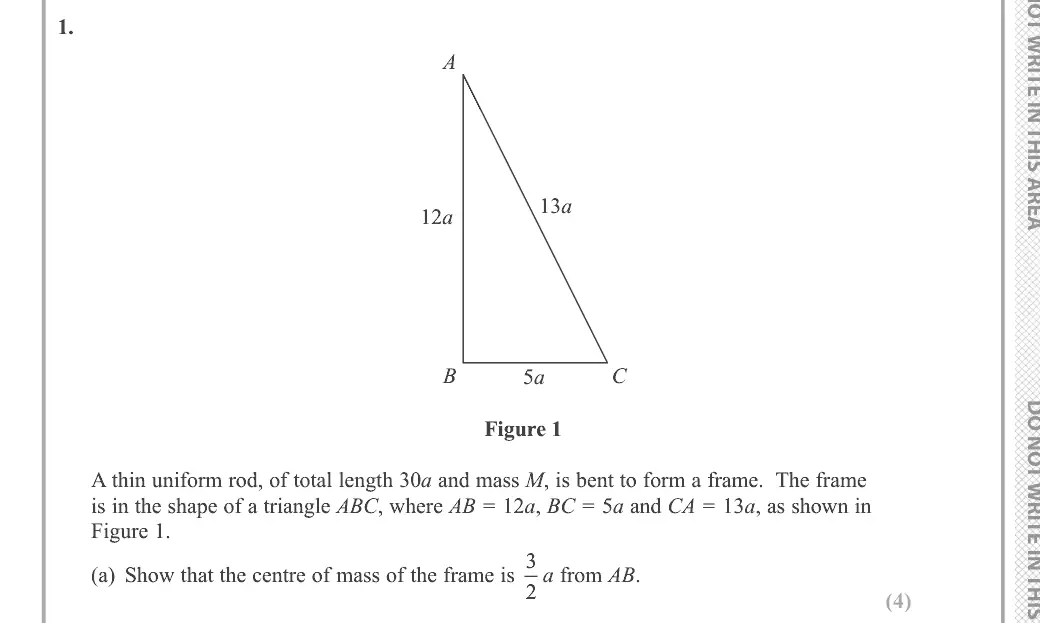 1.
A
12a
13a
B
5a
C
Figure 1
A thin uniform rod, of total length 30a and mass M, is bent to form a frame. The frame
is in the shape of a triangle ABC, where AB = 12a, BC = 5a and CA = 13a, as shown in
Figure 1.
(a) Show that the centre of mass of the frame is 3/2 a from AB.
(4)
NOT WRITE IN THIS AREA
DO NOT WRITE IN THIS